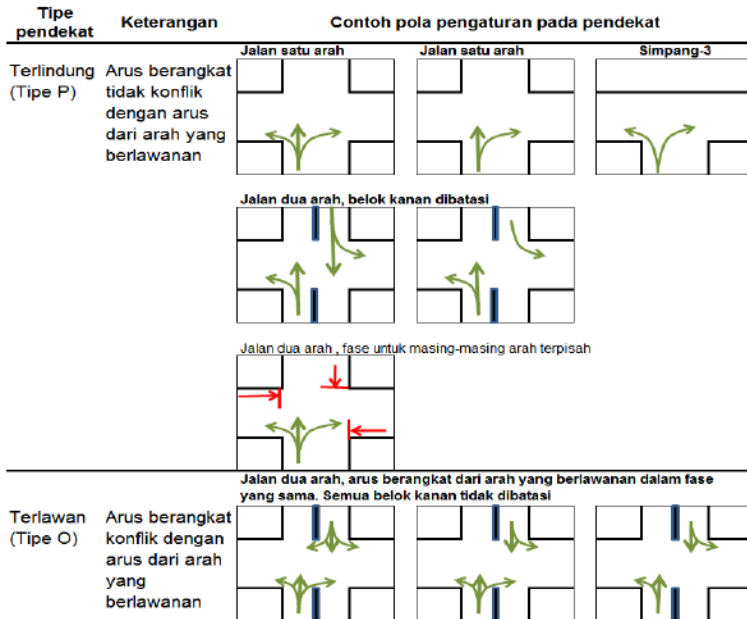 Tipe pendekat
Keterangan
Contoh pola pengaturan pada pendekat
Terlindung
(Tipe P)
Arus berangkat
tidak konflik
dengan arus
dari arah yang
berlawanan
Jalan satu arah
Jalan satu arah
Simpang-3
Jalan dua arah, belok kanan dibatasi
Jalan dua arah , fase untuk masing-masing arah terpisah
Terlawan
(Tipe O)
Arus berangkat
konflik dengan
arus dari arah
yang
berlawanan
Jalan dua arah, arus berangkat dari arah yang berlawanan dalam fase
yang sama. Semua belok kanan tidak dibatasi